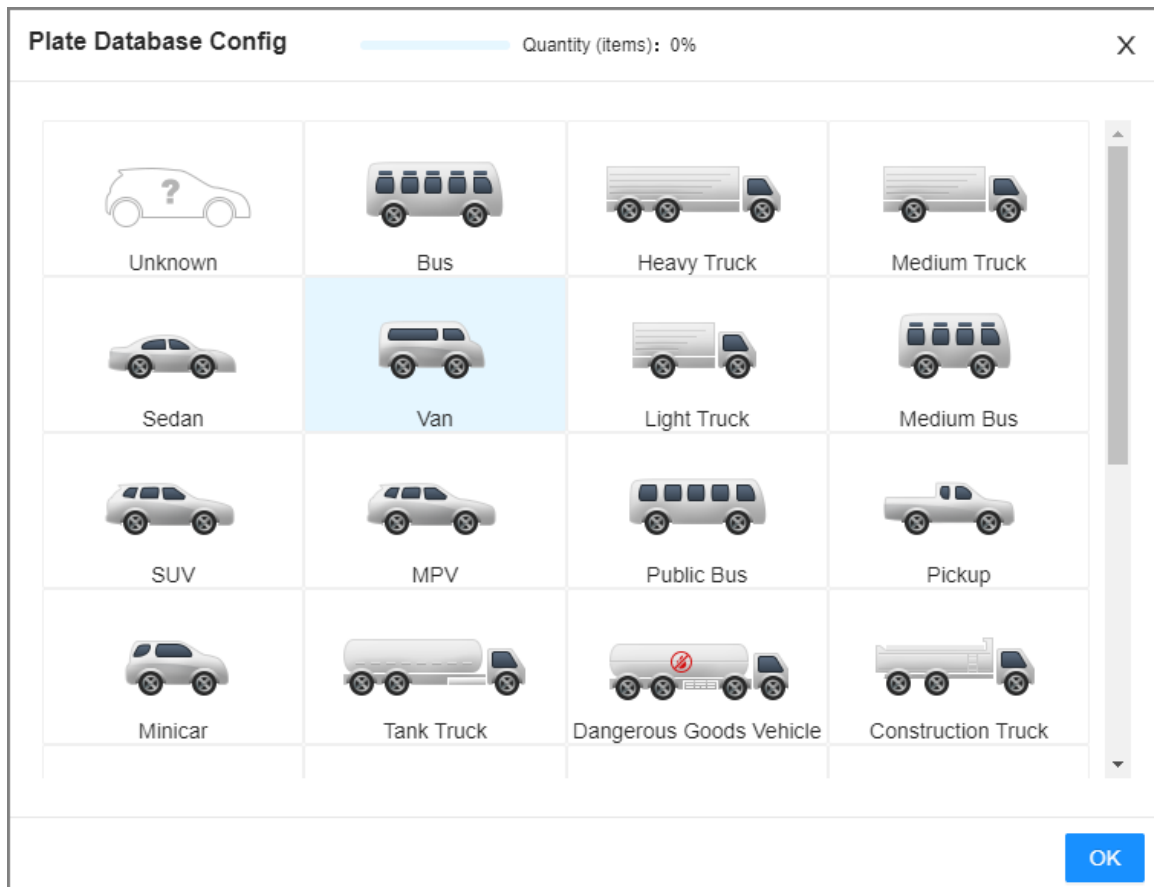 Plate Database Config
Quantity (items): 0%
X
?
Unknown
Bus
Heavy Truck
Medium Truck
Sedan
Van
Light Truck
Medium Bus
SUV
MPV
Public Bus
Pickup
Minicar
Tank Truck
Dangerous Goods Vehicle
Construction Truck
OK